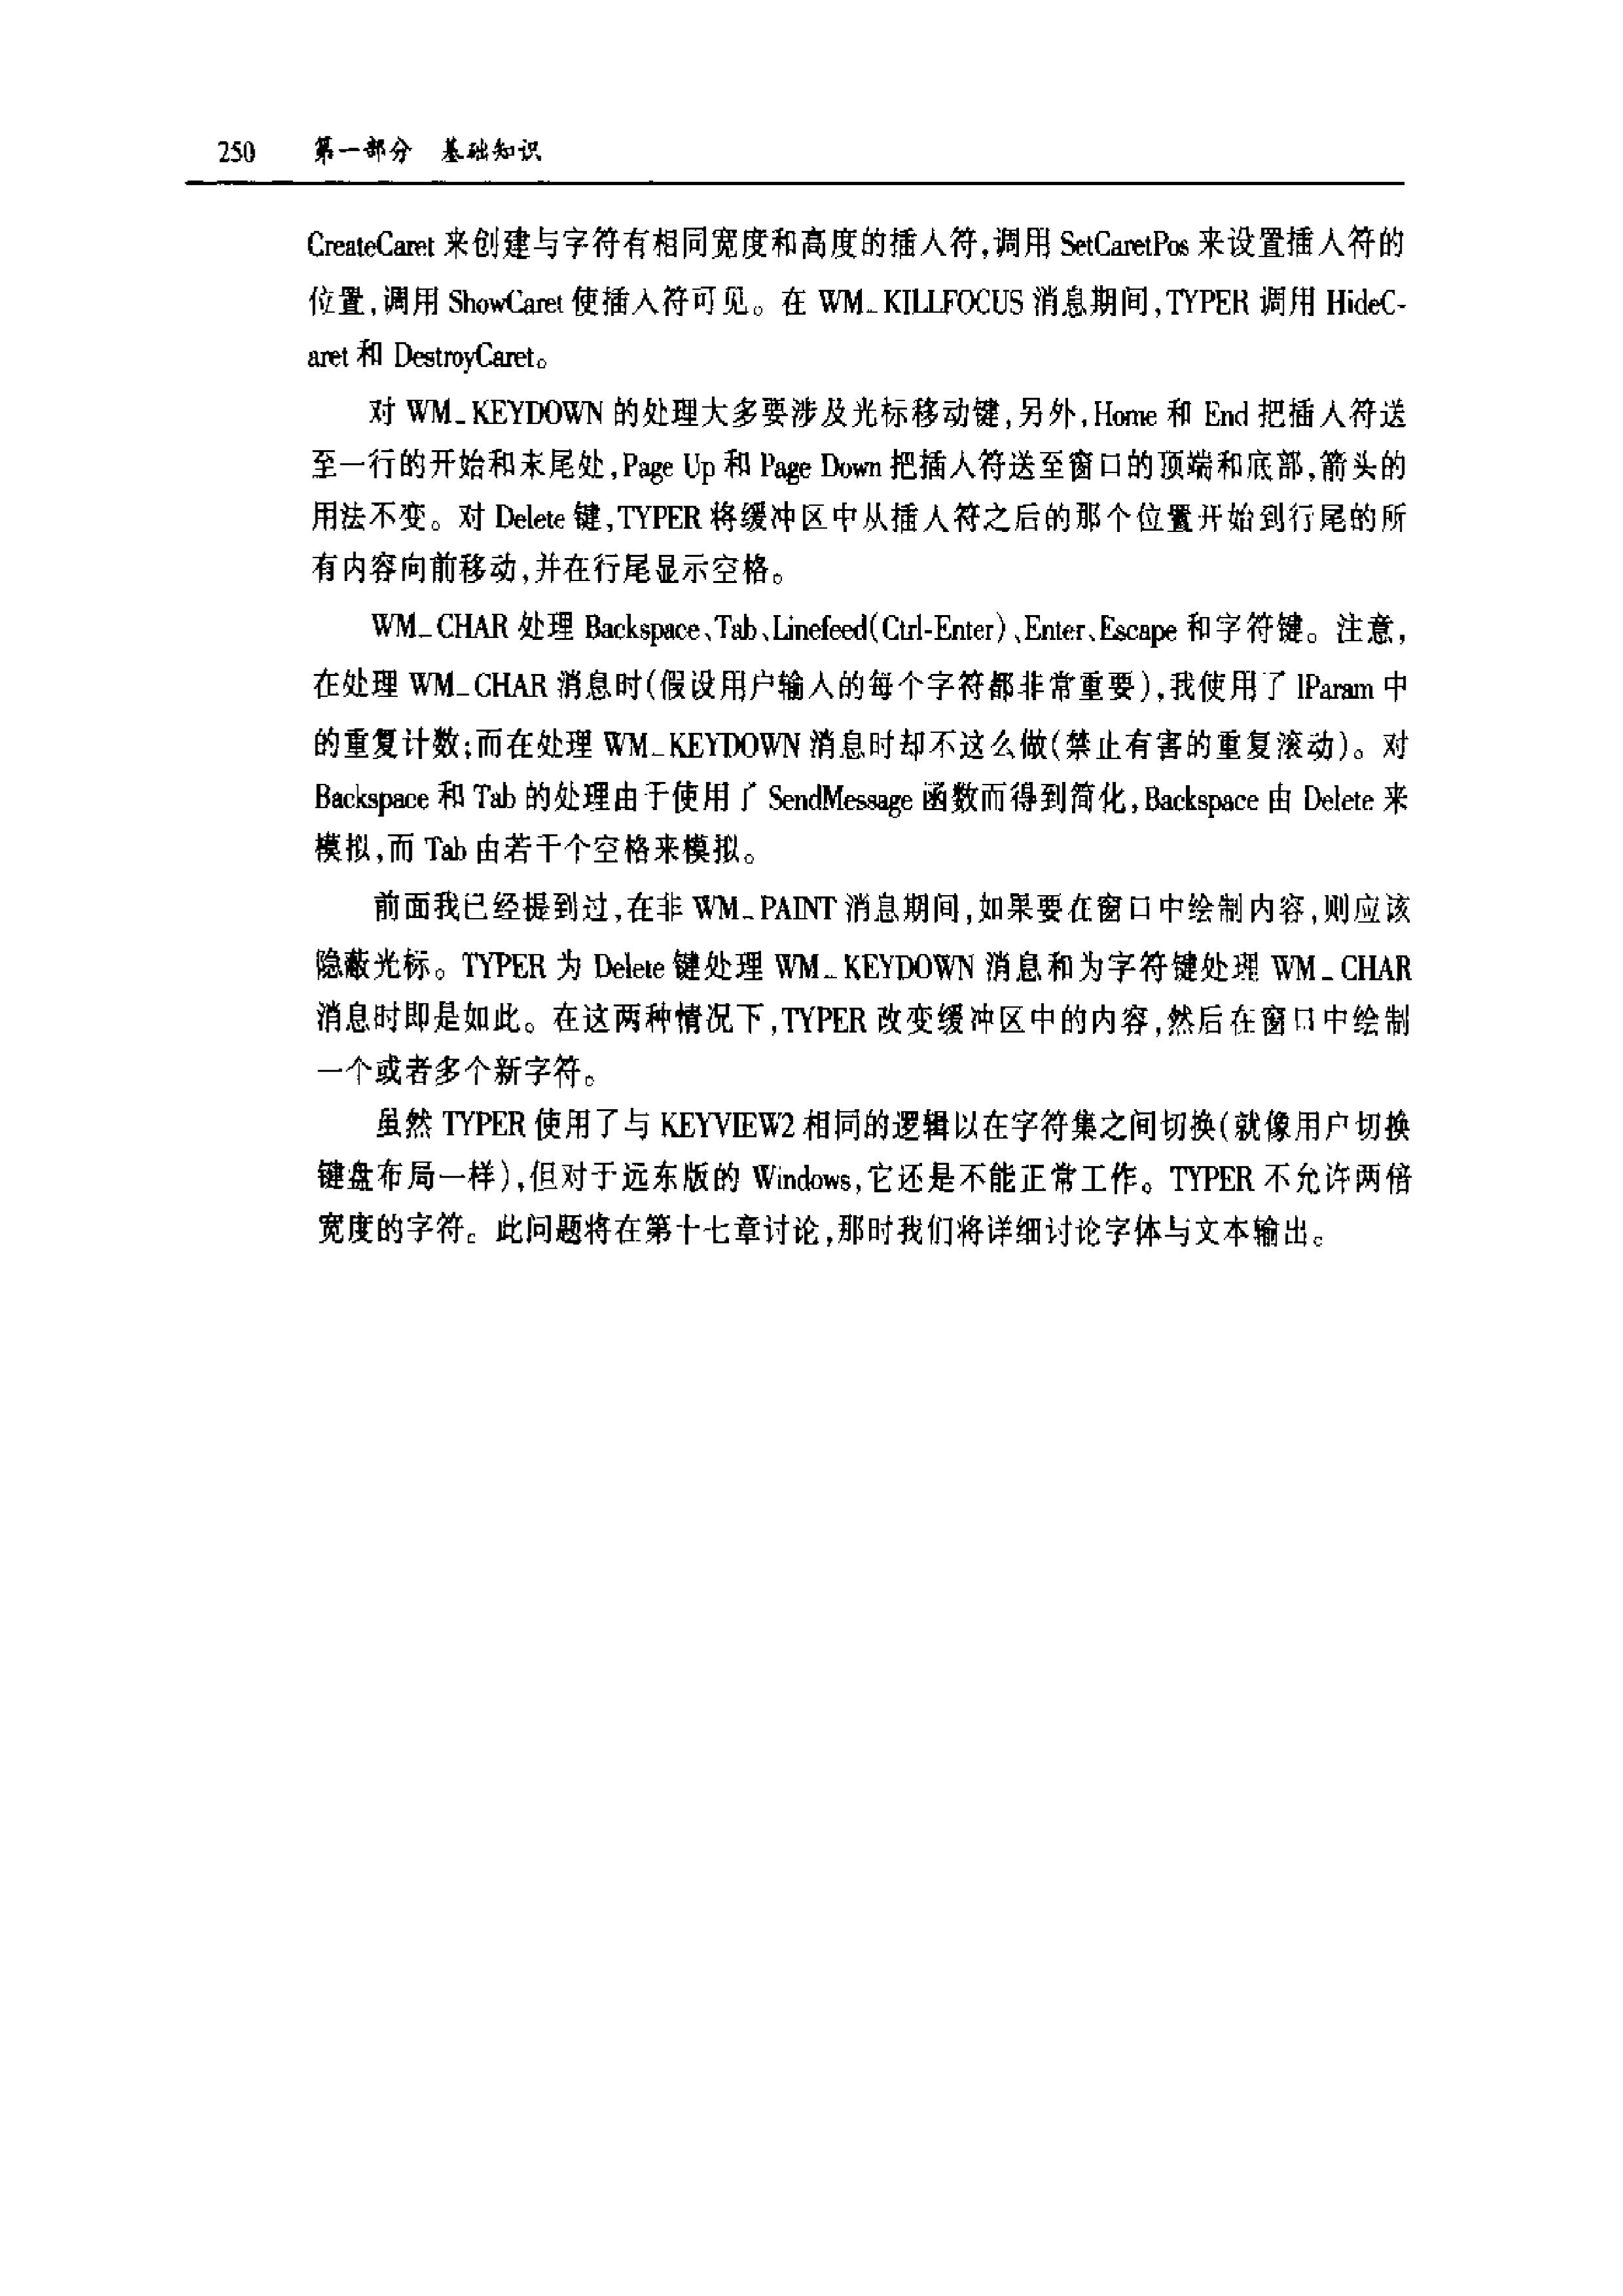 250 第一部分 基础知识
CreateCaret 来创建与字符有相同宽度和高度的插入符,调用 SetCaretPos 来设置插入符的
位置,调用 ShowCaret 使插入符可见。在 WM_KILLFOCUS 消息期间,TYPER 调用 HideC-
aret 和 DestroyCaret。
对 WM_KEYDOWN 的处理大多要涉及光标移动键,另外,Home 和 End 把插入符送
至一行的开始和末尾处,Page Up 和 Page Down 把插入符送至窗口的顶端和底部,箭头的
用法不变。对 Delete 键,TYPER 将缓冲区中从插入符之后的那个位置开始到行尾的所
有内容向前移动,并在行尾显示空格。
WM_CHAR 处理 Backspace、Tab、Linefeed(Ctrl-Enter)、Enter、Escape 和字符键。注意,
在处理 WM_CHAR 消息时(假设用户输入的每个字符都非常重要),我使用了 lParam 中
的重复计数;而在处理 WM_KEYDOWN 消息时却不这么做(禁止有害的重复滚动)。对
Backspace 和 Tab 的处理由于使用了 SendMessage 函数而得到简化,Backspace 由 Delete 来
模拟,而 Tab 由若干个空格来模拟。
前面我已经提到过,在非 WM_PAINT 消息期间,如果要在窗口中绘制内容,则应该
隐蔽光标。TYPER 为 Delete 键处理 WM_KEYDOWN 消息和为字符键处理 WM_CHAR
消息时即是如此。在这两种情况下,TYPER 改变缓冲区中的内容,然后在窗口中绘制
一个或者多个新字符。
虽然 TYPER 使用了与 KEYVIEW2 相同的逻辑以在字符集之间切换(就像用户切换
键盘布局一样),但对于远东版的 Windows,它还是不能正常工作。TYPER 不允许两倍
宽度的字符。此问题将在第十七章讨论,那时我们将详细讨论字体与文本输出。